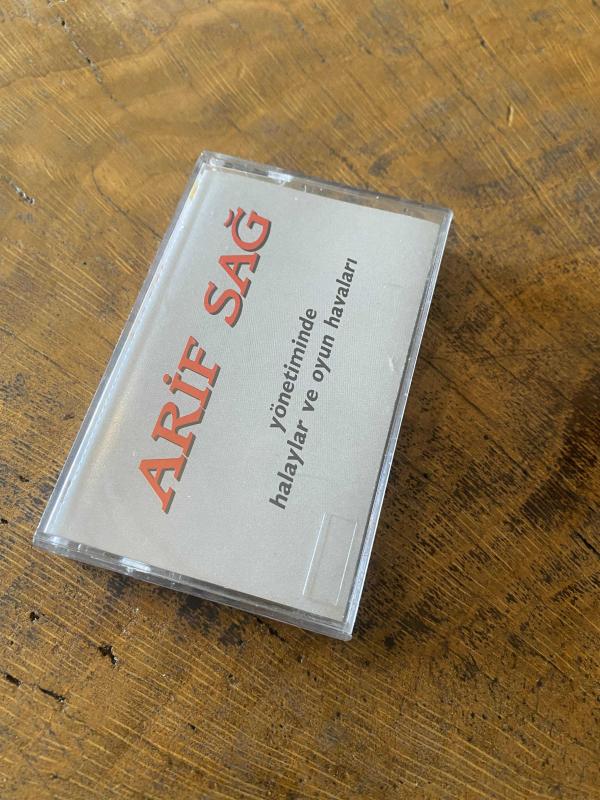 ARİF SAĞ
yönetiminde
halaylar ve oyun havaları